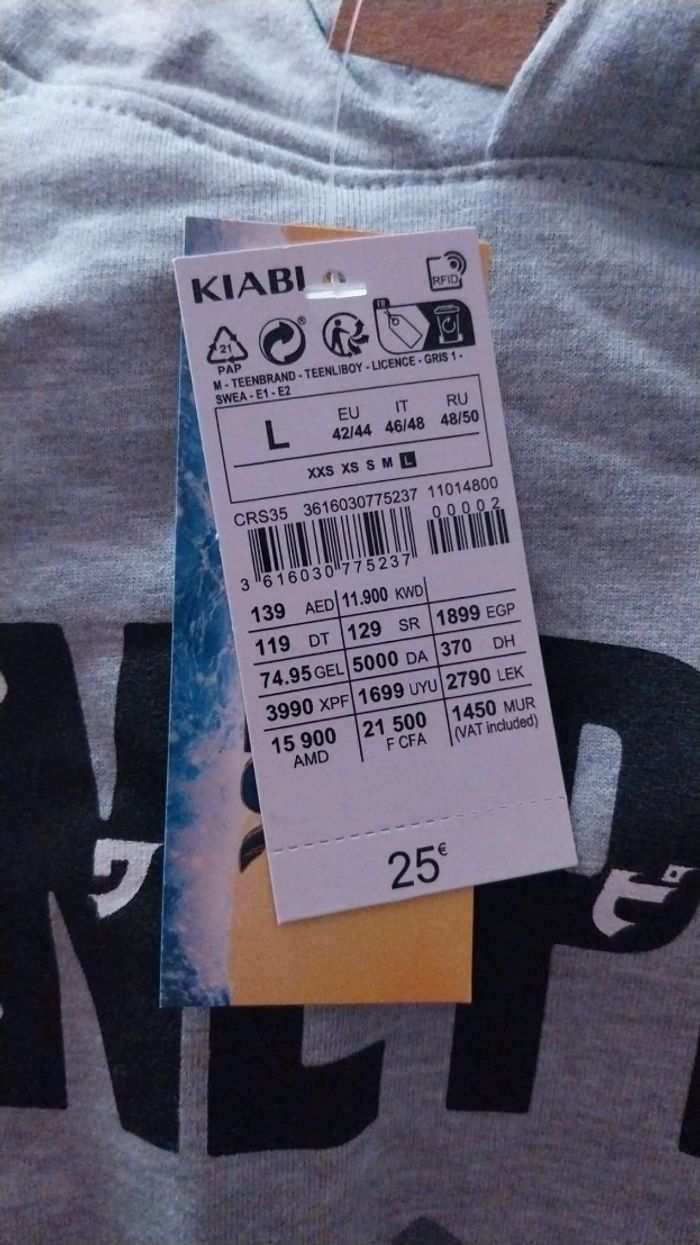 KIABI
RFID
FR
21
PAP
®
M - TEENBRAND - TEENLIBOY - LICENCE - GRIS 1 -
SWEA - E1 - E2
L EU IT RU
42/44 46/48 48/50
XXS XS S M L
CRS35 3616030775237 11014800
00002
3 616030 775237
139 AED 11.900 KWD
119 DT 129 SR 1899 EGP
74.95 GEL 5000 DA 370 DH
3990 XPF 1699 UYU 2790 LEK
15 900 AMD 21 500 F CFA 1450 MUR
(VAT included)
25€